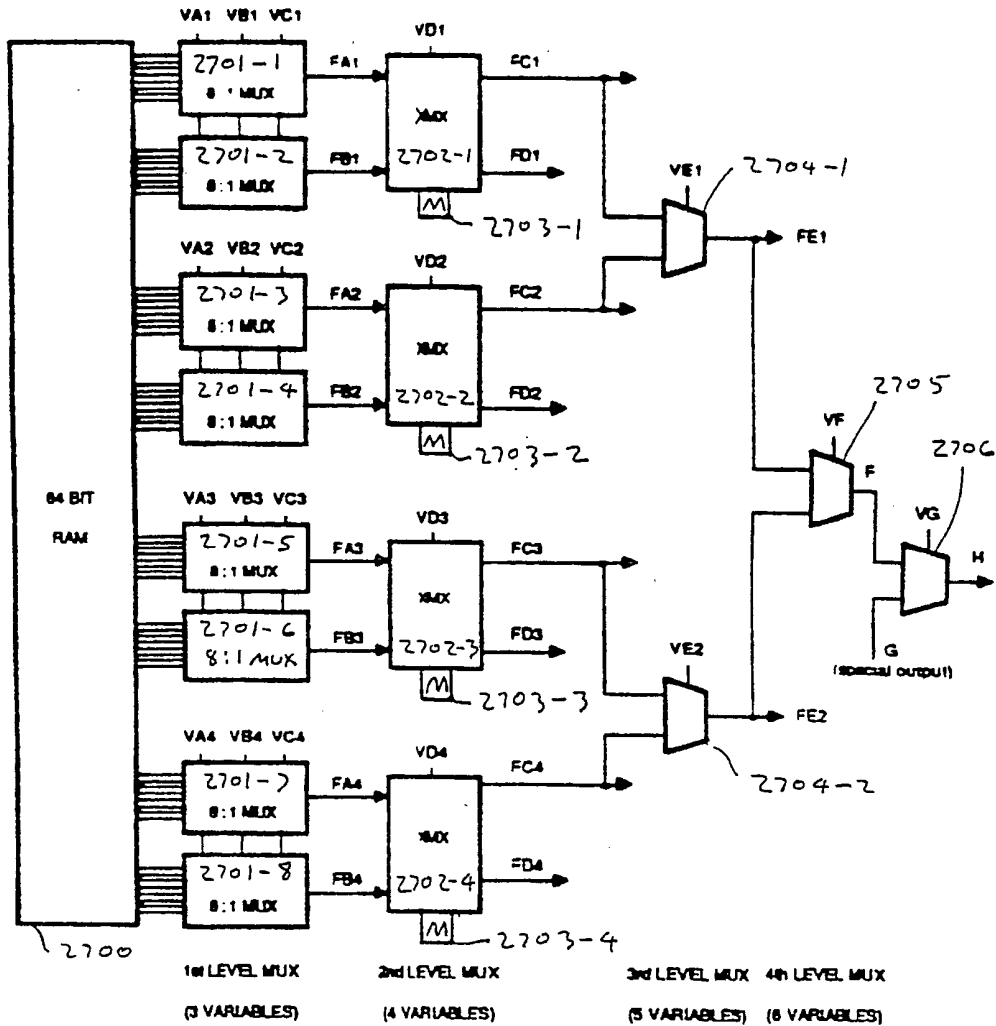 VA1 VB1 VC1
2701-1
8:1 MUX
FA1
VD1
XMX
2702-1
FC1
2701-2
8:1 MUX
FB1
FD1
M
2703-1
VE1
2704-1
FE1
VA2 VB2 VC2
2701-3
8:1 MUX
FA2
VD2
XMX
2702-2
FC2
2701-4
8:1 MUX
FB2
FD2
M
2703-2
2705
VF
F
2706
VG
H
G
(special output)
64 BIT
RAM
VA3 VB3 VC3
2701-5
8:1 MUX
FA3
VD3
XMX
2702-3
FC3
2701-6
8:1 MUX
FB3
FD3
M
2703-3
VE2
FE2
2704-2
VA4 VB4 VC4
2701-7
8:1 MUX
FA4
VD4
XMX
2702-4
FC4
2701-8
8:1 MUX
FB4
FD4
M
2703-4
2700
1st LEVEL MUX
(3 VARIABLES)
2nd LEVEL MUX
(4 VARIABLES)
3rd LEVEL MUX
(5 VARIABLES)
4th LEVEL MUX
(6 VARIABLES)